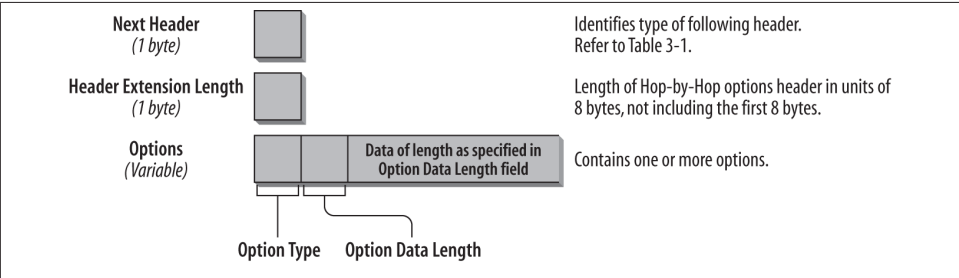 Next Header
(1 byte)
Identifies type of following header.
Refer to Table 3-1.
Header Extension Length
(1 byte)
Length of Hop-by-Hop options header in units of
8 bytes, not including the first 8 bytes.
Options
(Variable)
Data of length as specified in
Option Data Length field
Contains one or more options.
Option Type
Option Data Length